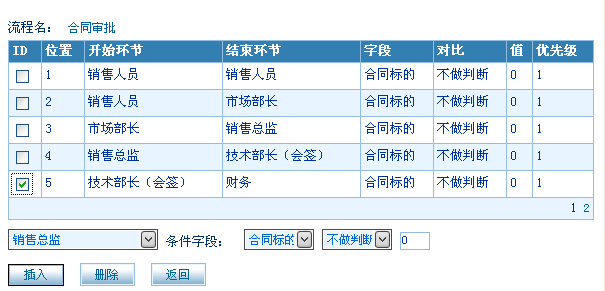 流程名： 合同审批
ID 位置 开始环节 结束环节 字段 对比 值 优先级
1 销售人员 销售人员 合同标的 不做判断 0 1
2 销售人员 市场部长 合同标的 不做判断 0 1
3 市场部长 销售总监 合同标的 不做判断 0 1
4 销售总监 技术部长（会签） 合同标的 不做判断 0 1
5 技术部长（会签） 财务 合同标的 不做判断 0 1
1 2
销售总监 条件字段： 合同标的 不做判断 0
插入 删除 返回